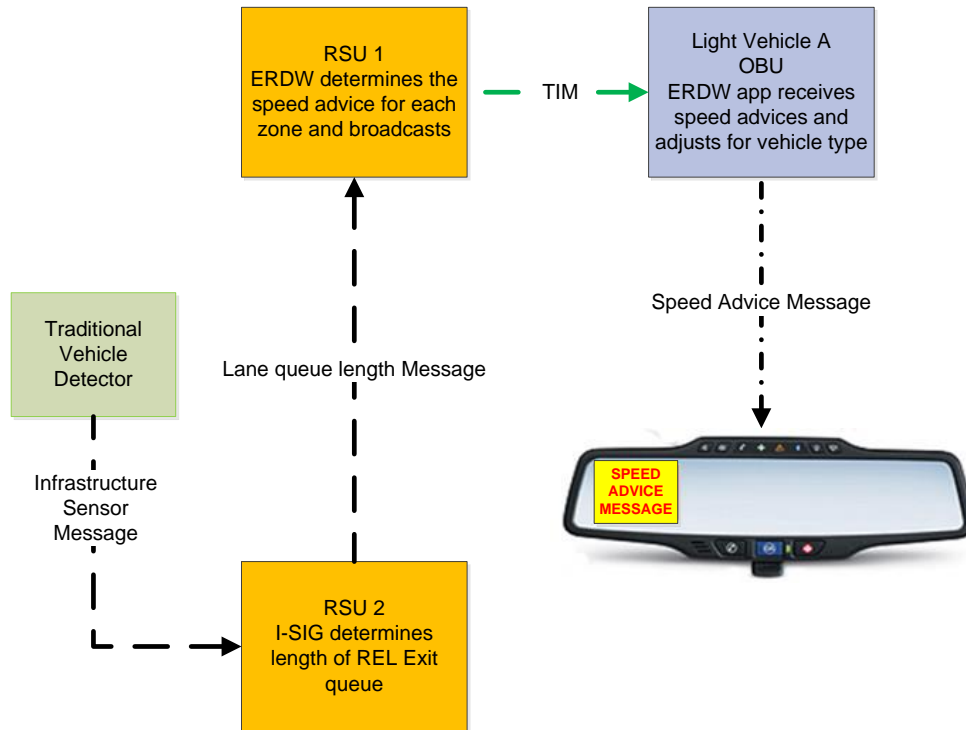 RSU 1
ERDW determines the
speed advice for each
zone and broadcasts
TIM
Light Vehicle A
OBU
ERDW app receives
speed advices and
adjusts for vehicle type
Speed Advice Message
Traditional
Vehicle
Detector
Lane queue length Message
Infrastructure
Sensor
Message
SPEED
ADVICE
MESSAGE
RSU 2
I-SIG determines
length of REL Exit
queue